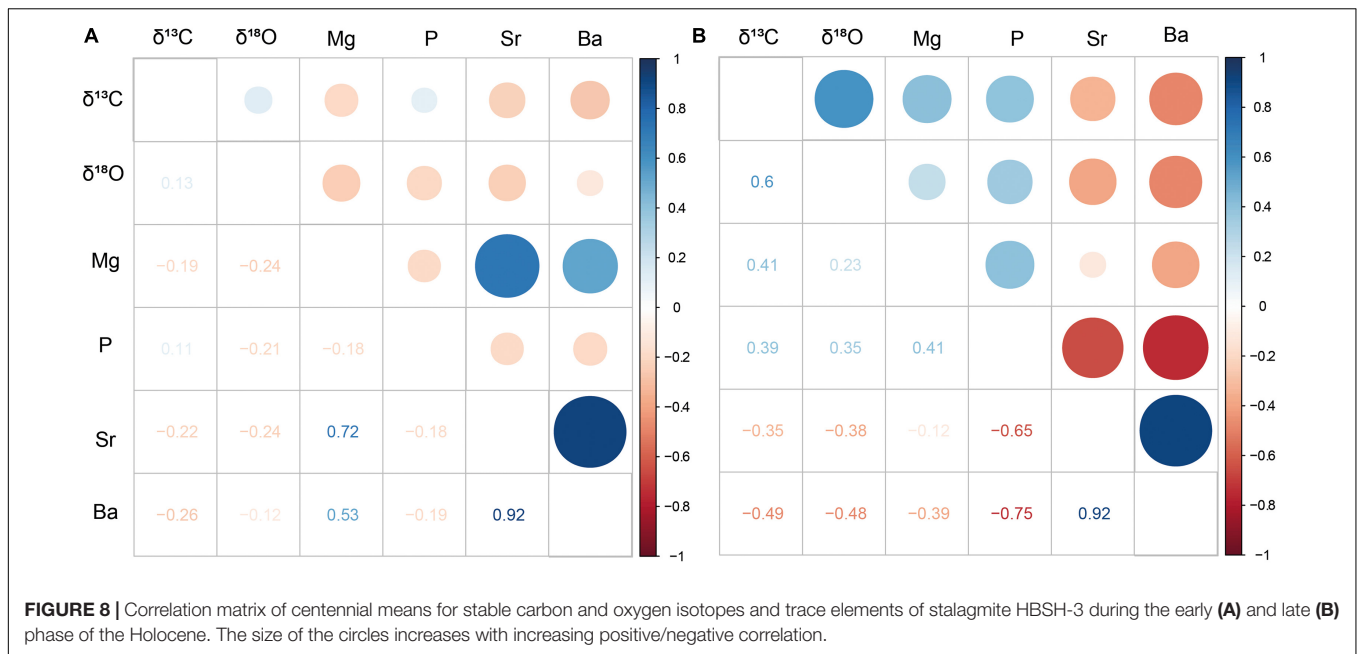 A δ¹³C δ¹⁸O Mg P Sr Ba
δ¹³C
δ¹⁸O 0.13
Mg −0.19 −0.24
P 0.11 −0.21 −0.18
Sr −0.22 −0.24 0.72 −0.18
Ba −0.26 −0.12 0.53 −0.19 0.92
1
0.8
0.6
0.4
0.2
0
−0.2
−0.4
−0.6
−0.8
−1
B δ¹³C δ¹⁸O Mg P Sr Ba
0.6
0.41 0.23
0.39 0.35 0.41
−0.35 −0.38 −0.12 −0.65
−0.49 −0.48 −0.39 −0.75 0.92
1
0.8
0.6
0.4
0.2
0
−0.2
−0.4
−0.6
−0.8
−1
FIGURE 8 | Correlation matrix of centennial means for stable carbon and oxygen isotopes and trace elements of stalagmite HBSH-3 during the early (A) and late (B)
phase of the Holocene. The size of the circles increases with increasing positive/negative correlation.